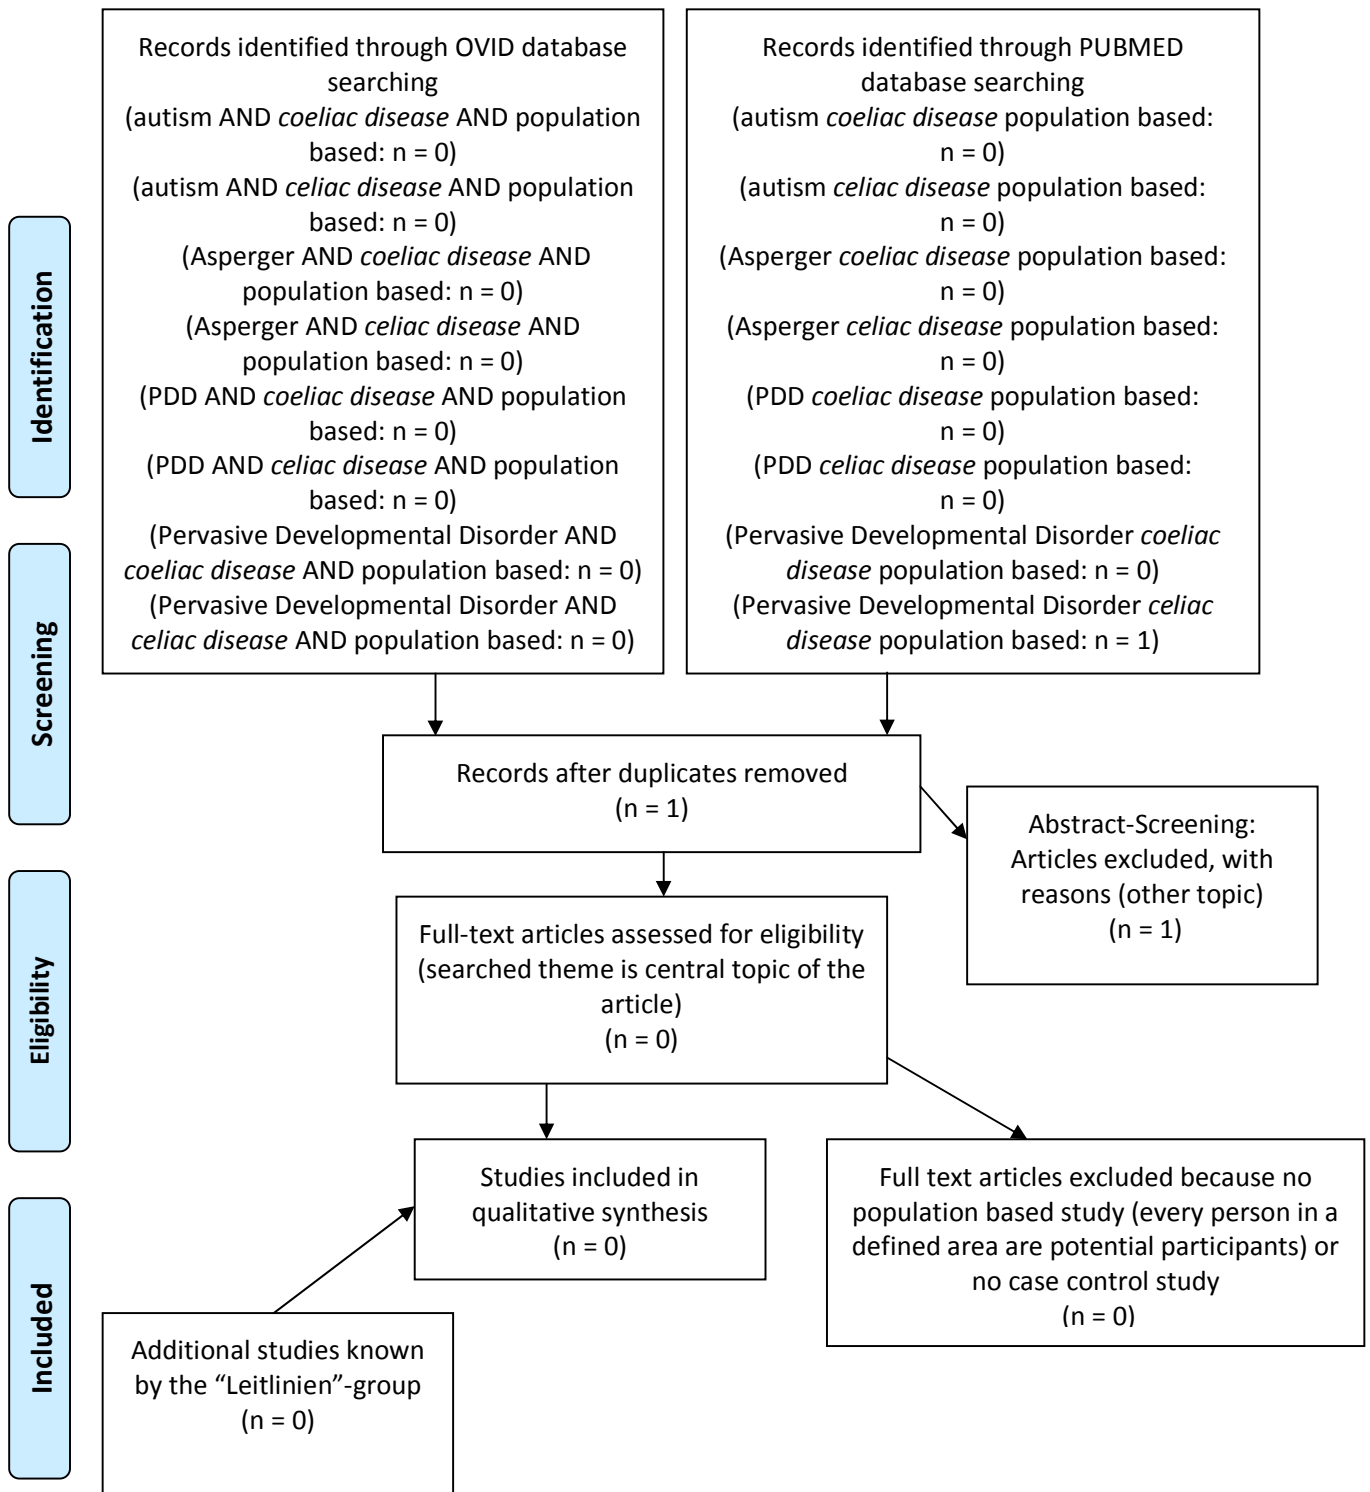 Records identified through OVID database
searching
(autism AND coeliac disease AND population
based: n = 0)
(autism AND celiac disease AND population
based: n = 0)
(Asperger AND coeliac disease AND
population based: n = 0)
(Asperger AND celiac disease AND
population based: n = 0)
(PDD AND coeliac disease AND population
based: n = 0)
(PDD AND celiac disease AND population
based: n = 0)
(Pervasive Developmental Disorder AND
coeliac disease AND population based: n = 0)
(Pervasive Developmental Disorder AND
celiac disease AND population based: n = 0)
Records identified through PUBMED
database searching
(autism coeliac disease population based:
n = 0)
(autism celiac disease population based:
n = 0)
(Asperger coeliac disease population based:
n = 0)
(Asperger celiac disease population based:
n = 0)
(PDD coeliac disease population based:
n = 0)
(PDD celiac disease population based:
n = 0)
(Pervasive Developmental Disorder coeliac
disease population based: n = 0)
(Pervasive Developmental Disorder celiac
disease population based: n = 1)
Identification
Screening
Records after duplicates removed
(n = 1)
Abstract-Screening:
Articles excluded, with
reasons (other topic)
(n = 1)
Eligibility
Full-text articles assessed for eligibility
(searched theme is central topic of the
article)
(n = 0)
Studies included in
qualitative synthesis
(n = 0)
Full text articles excluded because no
population based study (every person in a
defined area are potential participants) or
no case control study
(n = 0)
Included
Additional studies known
by the “Leitlinien”-group
(n = 0)